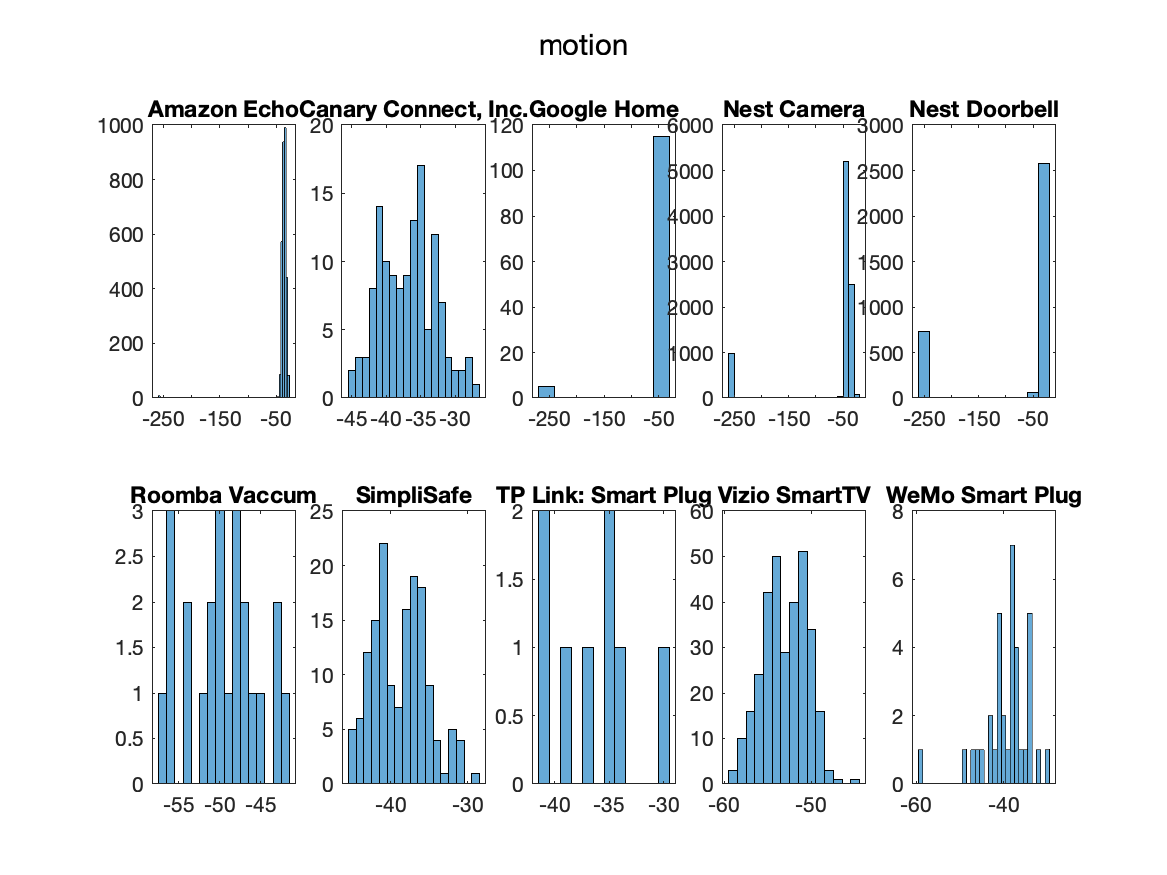 motion
Amazon Echo Canary Connect, Inc. Google Home Nest Camera Nest Doorbell
1000 20 120 6000 3000
800 15 100 5000 2500
600 10 80 4000 2000
400 5 60 3000 1500
200 0 40 2000 1000
0 20 1000 500
0 0 0
-250 -150 -50 -45 -40 -35 -30 -250 -150 -50 -250 -150 -50 -250 -150 -50
Roomba Vaccum SimpliSafe TP Link: Smart Plug Vizio SmartTV WeMo Smart Plug
3 25 2 60 8
2.5 20 1.5 50 6
2 15 1 40 4
1.5 10 0.5 30 2
1 5 0 20 0
0.5 0 10
0 0
-55 -50 -45 -40 -30 -40 -35 -30 -60 -50 -60 -40